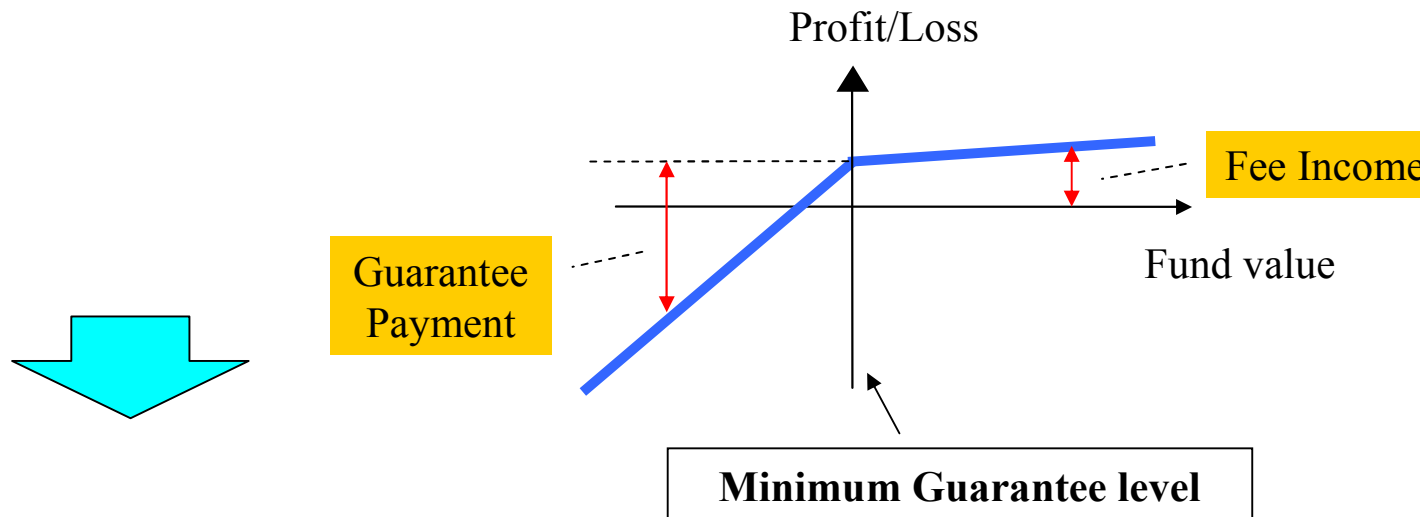 Profit/Loss
Fee Income
Guarantee
Payment
Fund value
Minimum Guarantee level